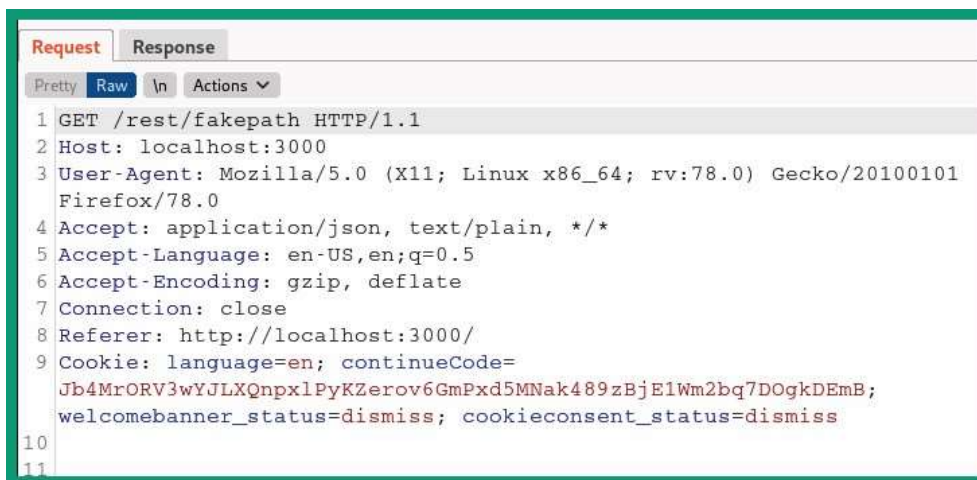 Request Response
Pretty Raw \n Actions
1 GET /rest/fakepath HTTP/1.1
2 Host: localhost:3000
3 User-Agent: Mozilla/5.0 (X11; Linux x86_64; rv:78.0) Gecko/20100101
Firefox/78.0
4 Accept: application/json, text/plain, */*
5 Accept-Language: en-US,en;q=0.5
6 Accept-Encoding: gzip, deflate
7 Connection: close
8 Referer: http://localhost:3000/
9 Cookie: language=en; continueCode=
Jb4MrORV3wYJLXQnpxlPyKZerov6GmPxd5MNak489zBjE1Wm2bq7DOgkDEmB;
welcomebanner_status=dismiss; cookieconsent_status=dismiss
10
11